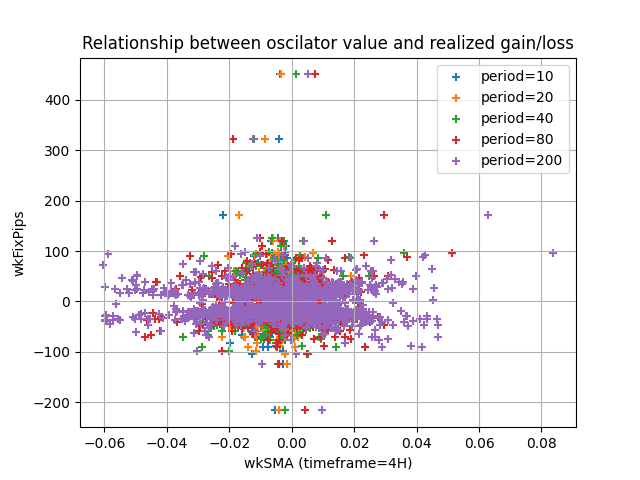 Relationship between oscilator value and realized gain/loss
period=10
period=20
period=40
period=80
period=200
wkFixPips
400
300
200
100
0
−100
−200
−0.06 −0.04 −0.02 0.00 0.02 0.04 0.06 0.08
wkSMA (timeframe=4H)